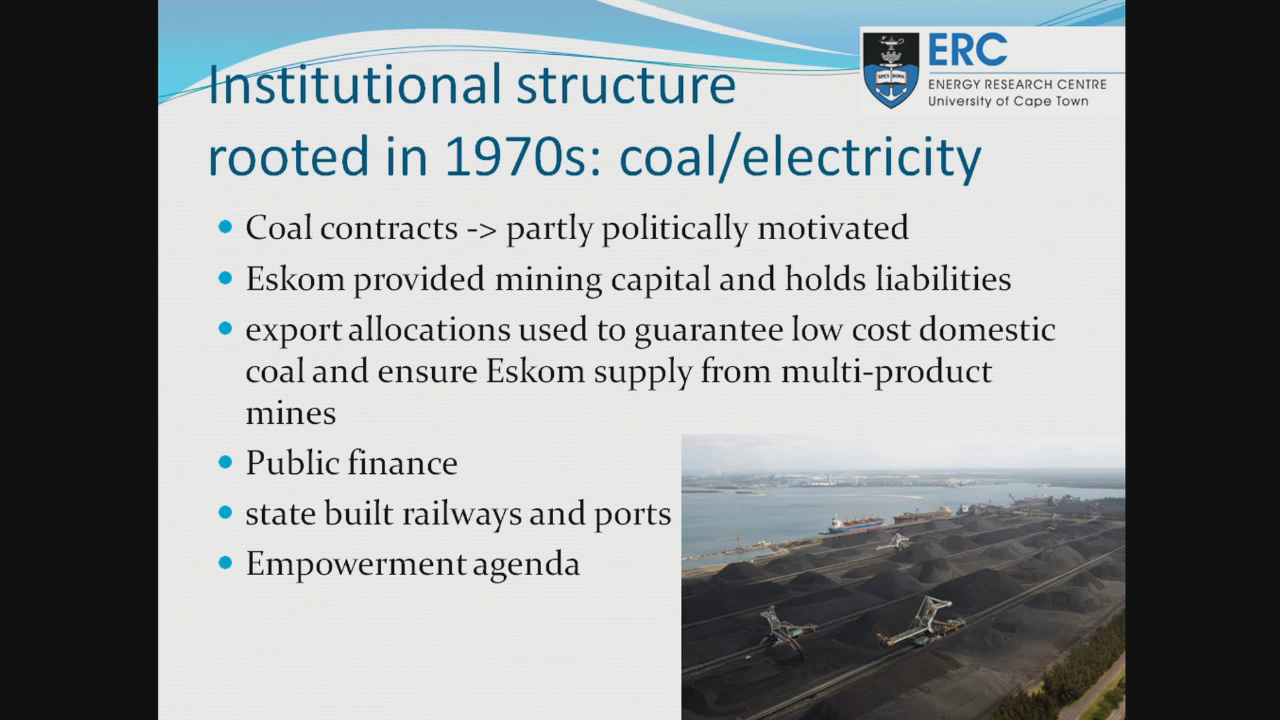 Institutional structure
rooted in 1970s: coal/electricity
ERC
ENERGY RESEARCH CENTRE
University of Cape Town
SPES BONA
• Coal contracts -> partly politically motivated
• Eskom provided mining capital and holds liabilities
• export allocations used to guarantee low cost domestic
coal and ensure Eskom supply from multi-product
mines
• Public finance
• state built railways and ports
• Empowerment agenda